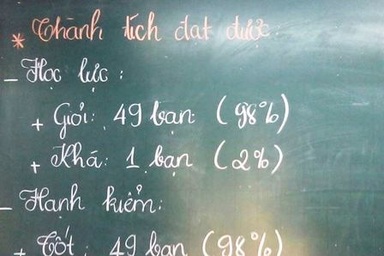 * Thành tích đạt được:
- Học lực:
+ Giỏi: 49 bạn (98%)
+ Khá: 1 bạn (2%)
- Hạnh kiểm:
+ Tốt: 49 bạn (98%)